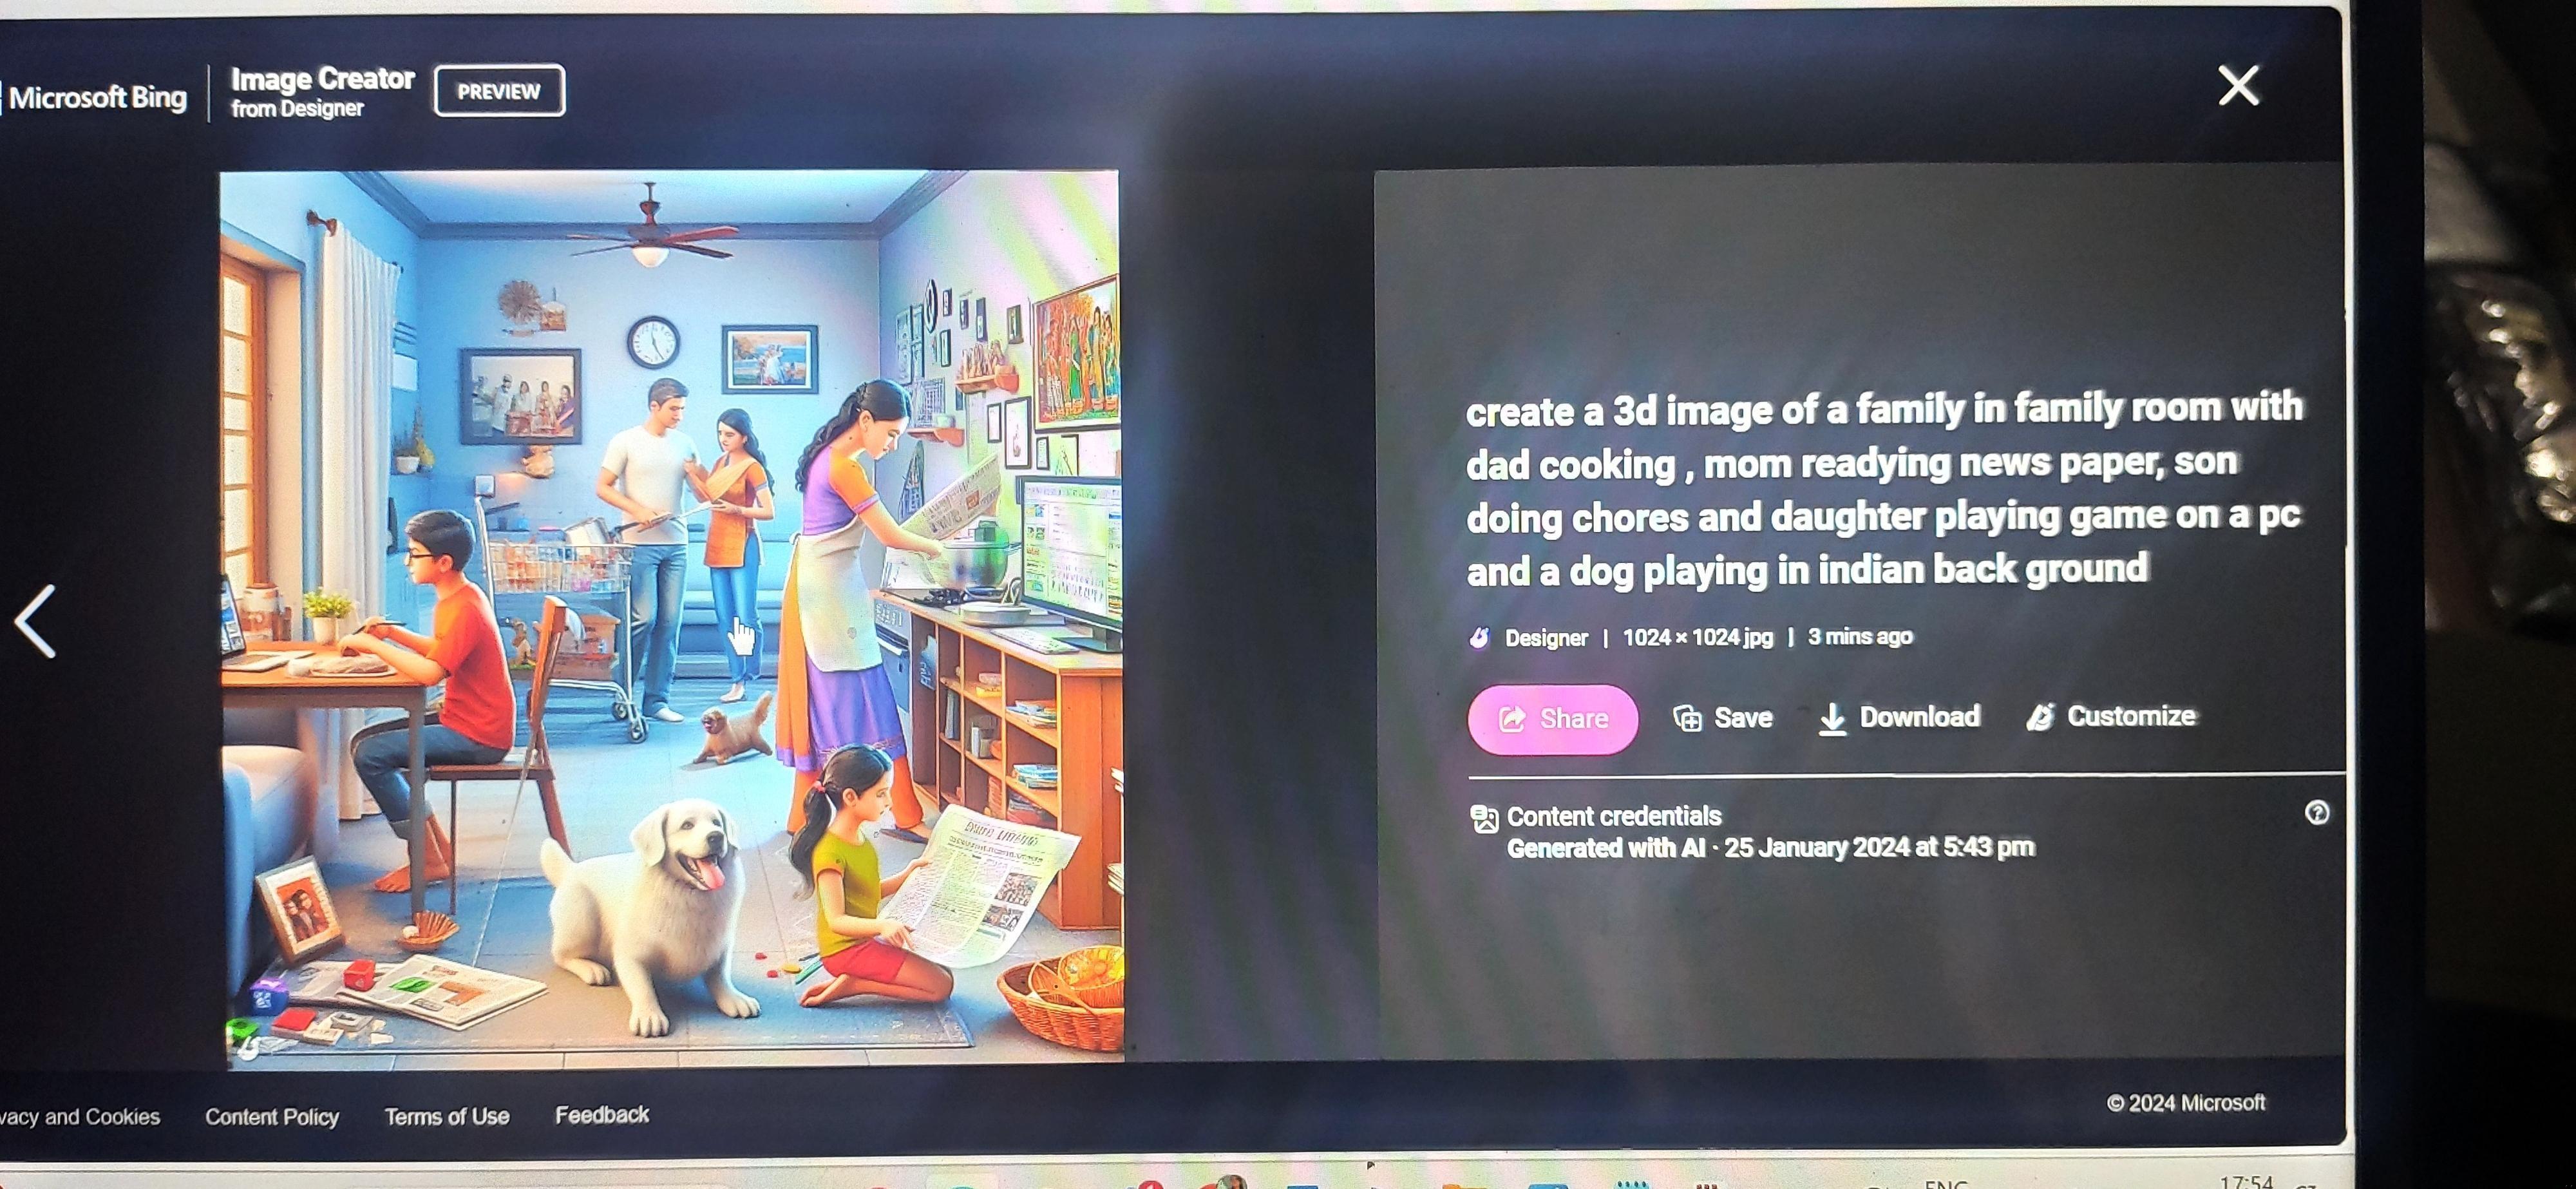 Microsoft Bing
Image Creator
from Designer
PREVIEW
create a 3d image of a family in family room with
dad cooking , mom readying news paper, son
doing chores and daughter playing game on a pc
and a dog playing in indian back ground
Designer | 1024 × 1024 jpg | 3 mins ago
Share
Save
Download
Customize
Content credentials
Generated with AI · 25 January 2024 at 5:43 pm
vacy and Cookies
Content Policy
Terms of Use
Feedback
© 2024 Microsoft
ENG
17:54